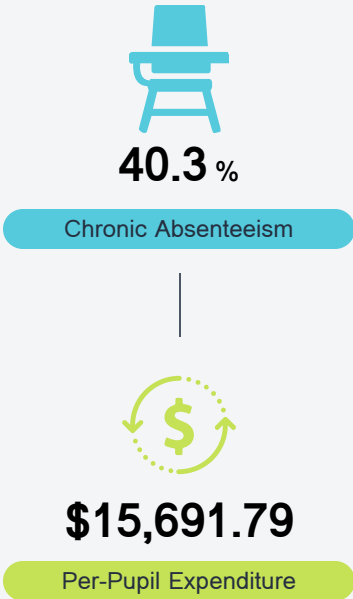 40.3 %
Chronic Absenteeism
$
$15,691.79
Per-Pupil Expenditure